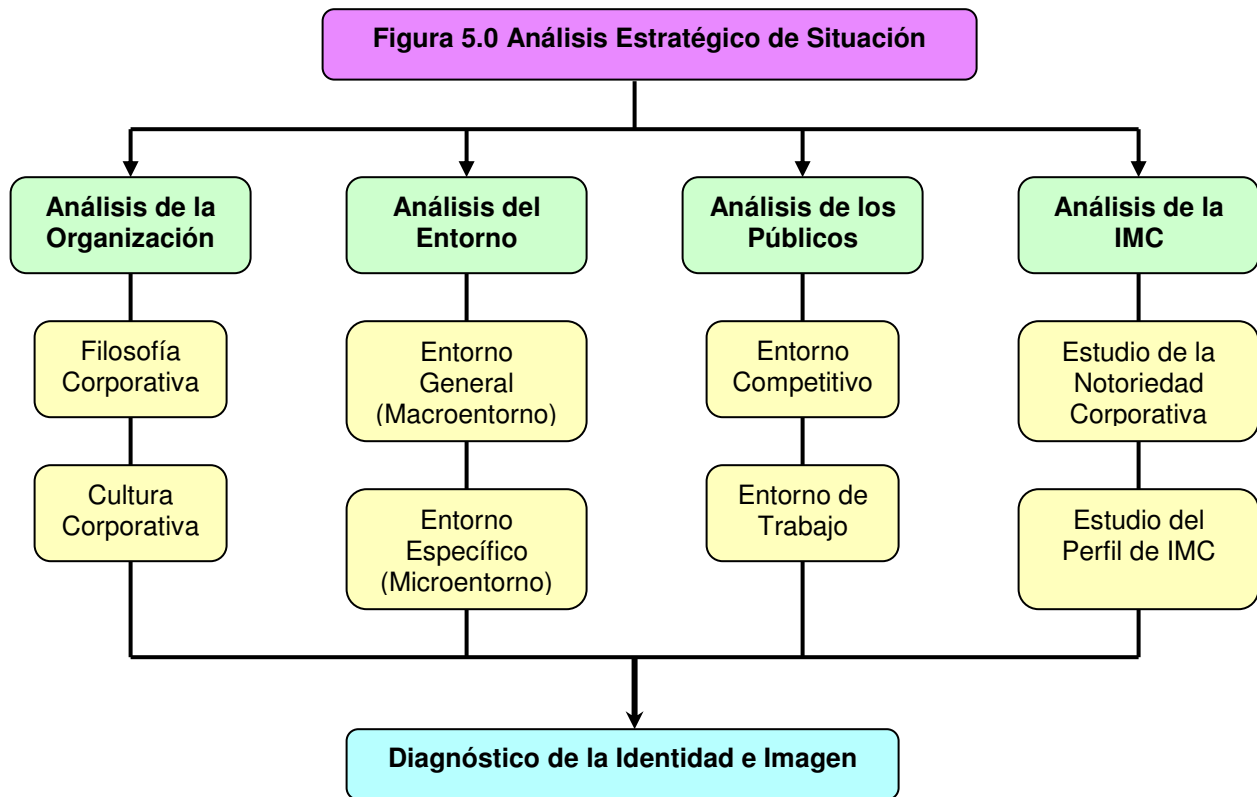 Figura 5.0 Análisis Estratégico de Situación
Análisis de la
Organización
Análisis del
Entorno
Análisis de los
Públicos
Análisis de la
IMC
Filosofía
Corporativa
Entorno
General
(Macroentorno)
Entorno
Competitivo
Estudio de la
Notoriedad
Corporativa
Cultura
Corporativa
Entorno
Específico
(Microentorno)
Entorno de
Trabajo
Estudio del
Perfil de IMC
Diagnóstico de la Identidad e Imagen